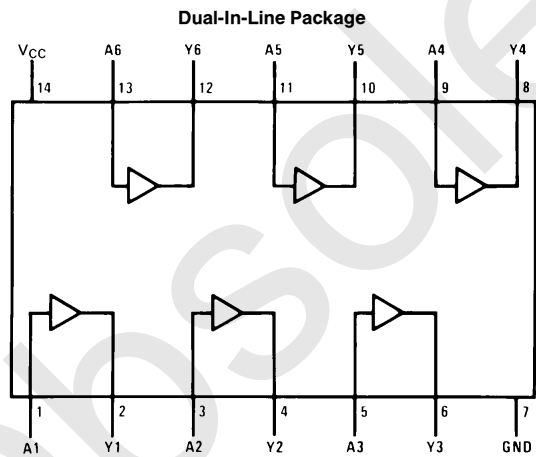 Dual-In-Line Package
VCC A6 Y6 A5 Y5 A4 Y4
14 13 12 11 10 9 8
1 2 3 4 5 6 7
A1 Y1 A2 Y2 A3 Y3 GND